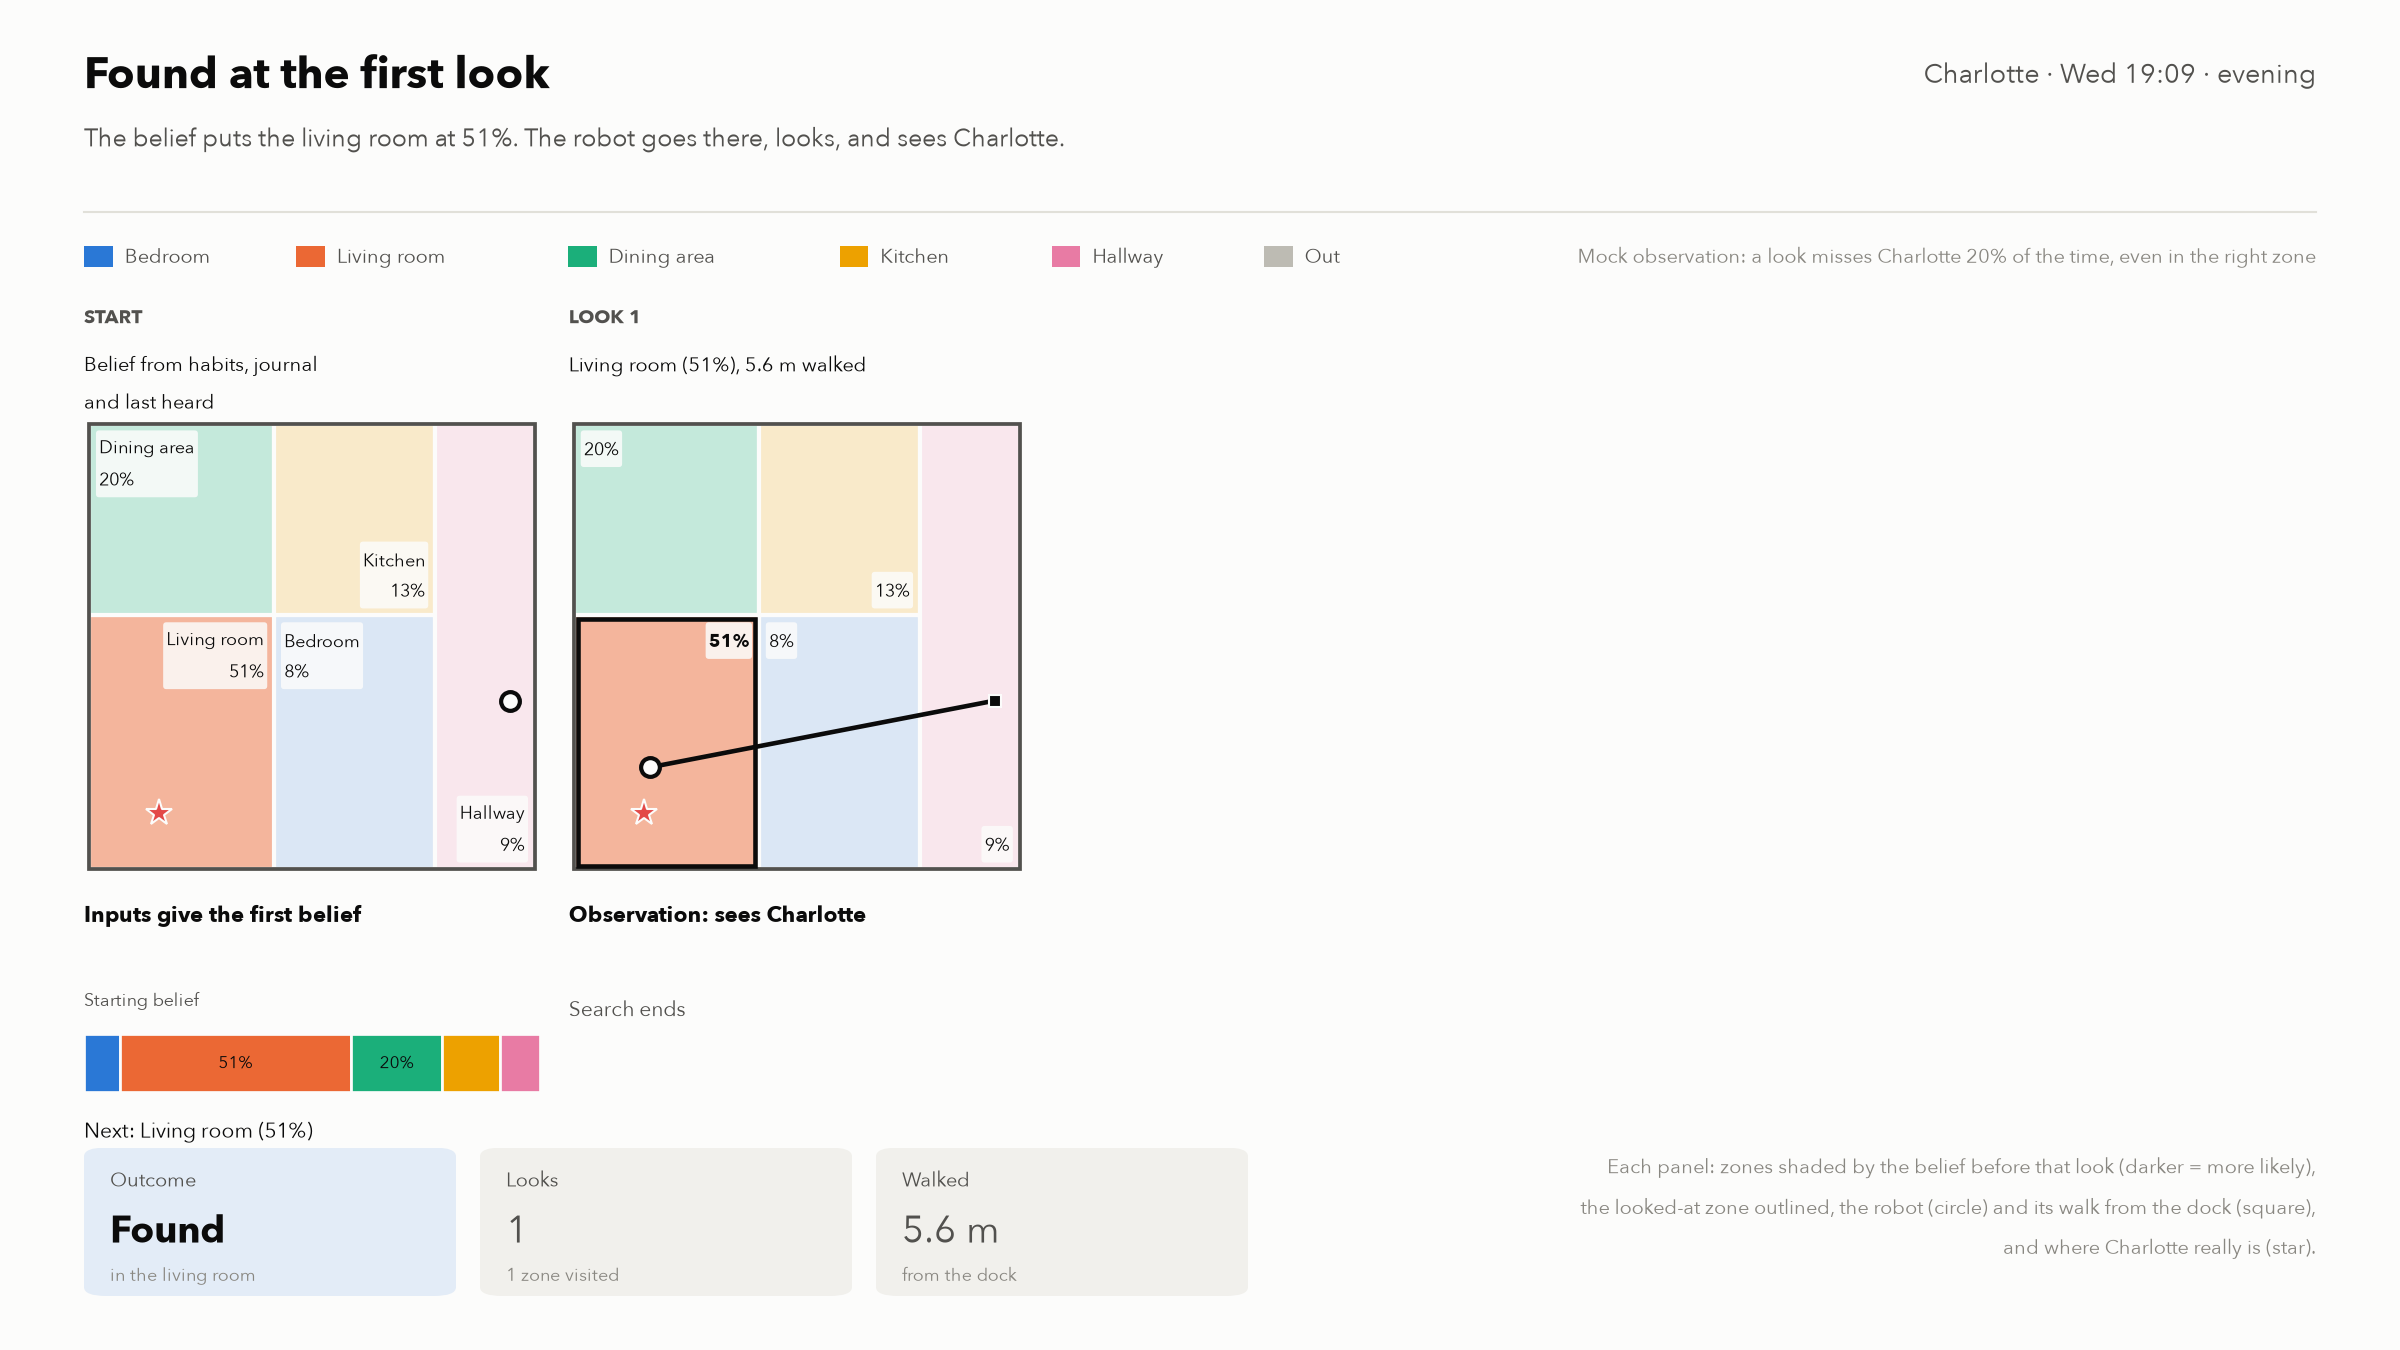 Found at the first look
Charlotte · Wed 19:09 · evening
The belief puts the living room at 51%. The robot goes there, looks, and sees Charlotte.
Bedroom
Living room
Dining area
Kitchen
Hallway
Out
Mock observation: a look misses Charlotte 20% of the time, even in the right zone
START
Belief from habits, journal
and last heard
Dining area
20%
Kitchen
13%
Living room
51%
Bedroom
8%
Hallway
9%
Inputs give the first belief
Starting belief
51%
20%
Next: Living room (51%)
LOOK 1
Living room (51%), 5.6 m walked
20%
13%
51%
8%
9%
Observation: sees Charlotte
Search ends
Outcome
Found
in the living room
Looks
1
1 zone visited
Walked
5.6 m
from the dock
Each panel: zones shaded by the belief before that look (darker = more likely),
the looked-at zone outlined, the robot (circle) and its walk from the dock (square),
and where Charlotte really is (star).